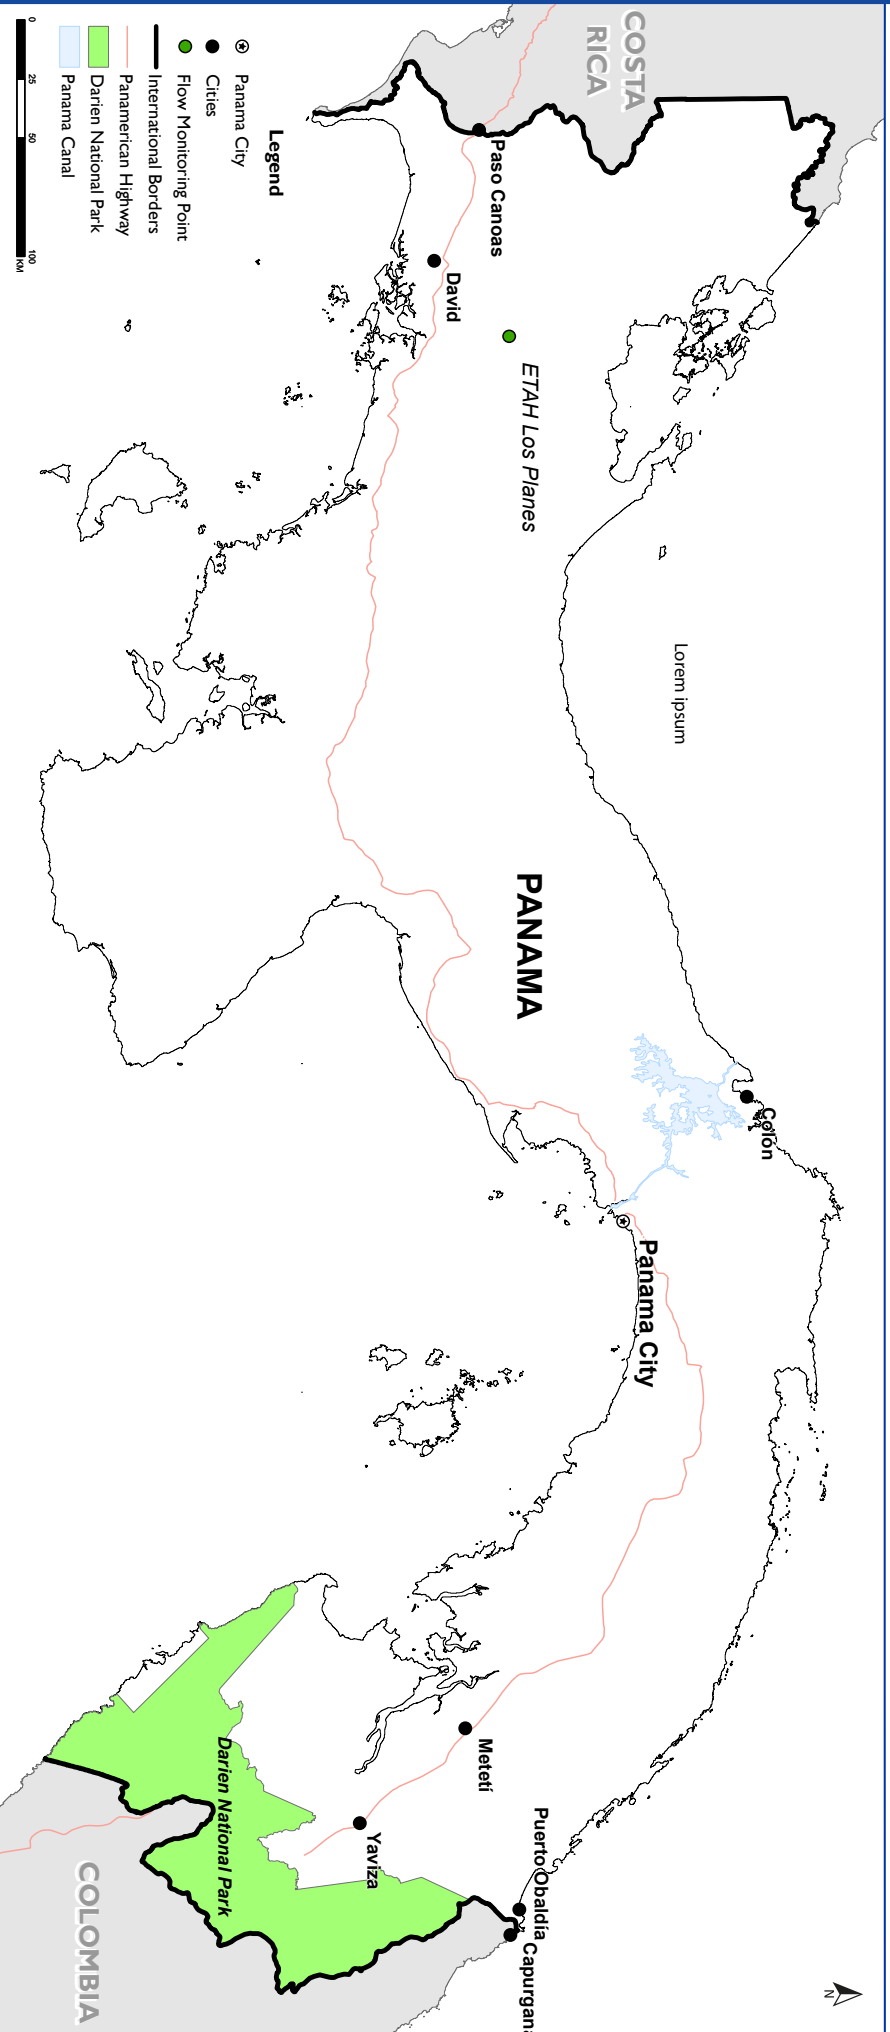 COSTA
RICA
Paso Canoas
David
ETAH Los Planes
Lorem ipsum
PANAMA
Colón
Panama City
Metetí
Yaviza
Puerto Obaldía
Capurgana
Darien National Park
COLOMBIA
N
Legend
Panama City
Cities
Flow Monitoring Point
International Borders
Panamerican Highway
Darien National Park
Panama Canal
0 25 50 100
KM